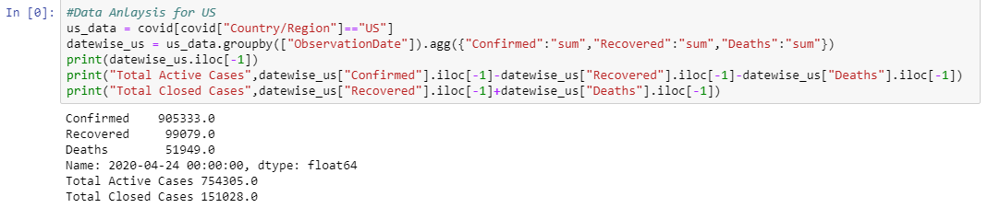 In [0]: #Data Anlaysis for US
us_data = covid[covid["Country/Region"]=="US"]
datewise_us = us_data.groupby(["ObservationDate"]).agg({"Confirmed":"sum","Recovered":"sum","Deaths":"sum"})
print(datewise_us.iloc[-1])
print("Total Active Cases",datewise_us["Confirmed"].iloc[-1]-datewise_us["Recovered"].iloc[-1]-datewise_us["Deaths"].iloc[-1])
print("Total Closed Cases",datewise_us["Recovered"].iloc[-1]+datewise_us["Deaths"].iloc[-1])
Confirmed    905333.0
Recovered     99079.0
Deaths        51949.0
Name: 2020-04-24 00:00:00, dtype: float64
Total Active Cases 754305.0
Total Closed Cases 151028.0